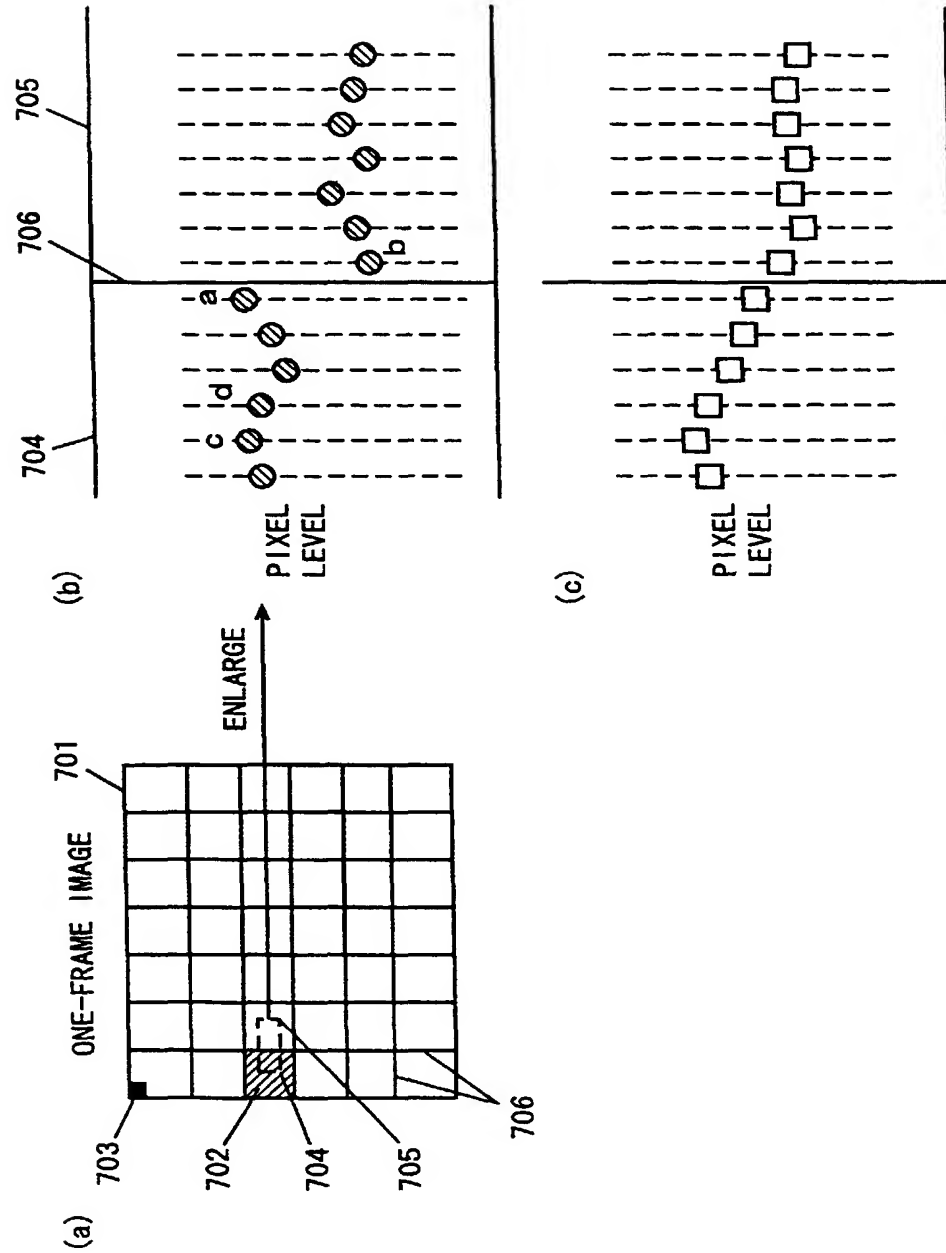 (a)
ONE-FRAME IMAGE
701
703
702
704
705
706
ENLARGE
(b)
704
706
705
PIXEL
LEVEL
c
d
a
b
(c)
PIXEL
LEVEL